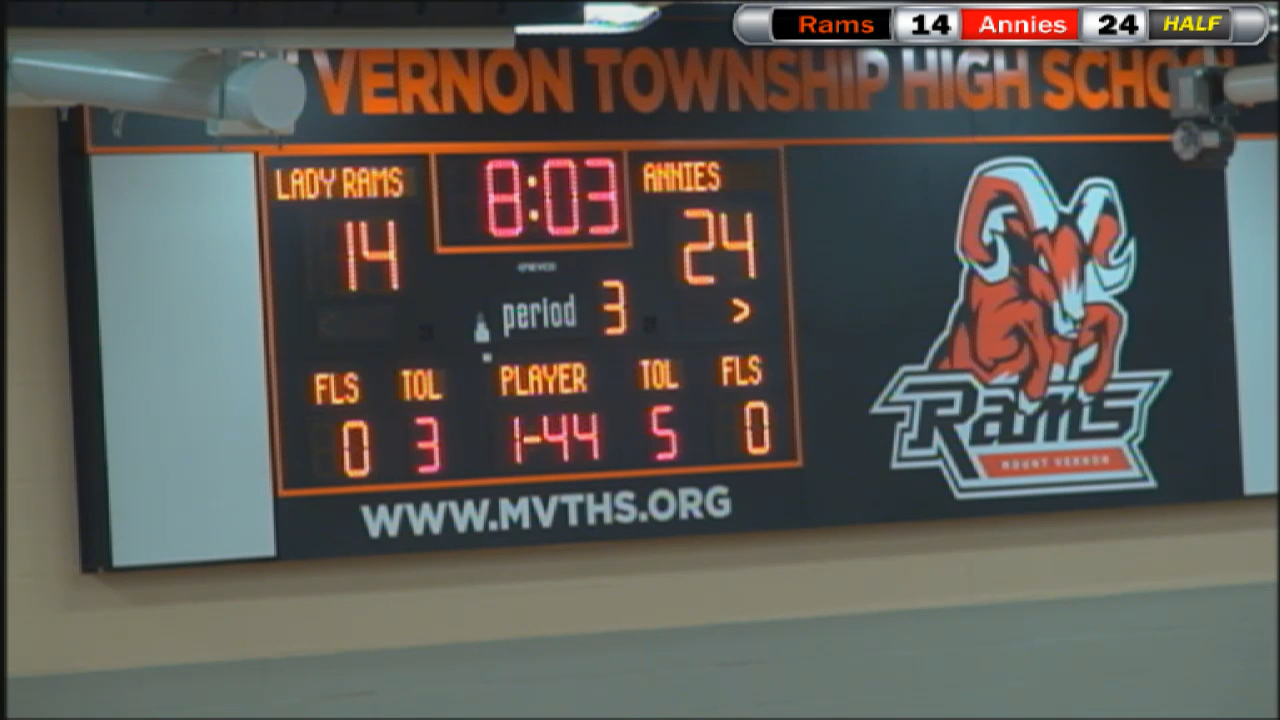 Rams 14 Annies 24 HALF
VERNON TOWNSHIP HIGH SCHOO
LADY RAMS 8:03 ANNIES
14 24
period 3 >
FLS TOL PLAYER TOL FLS
0 3 1-44 5 0
WWW.MVTHS.ORG
Rams
MOUNT VERNON